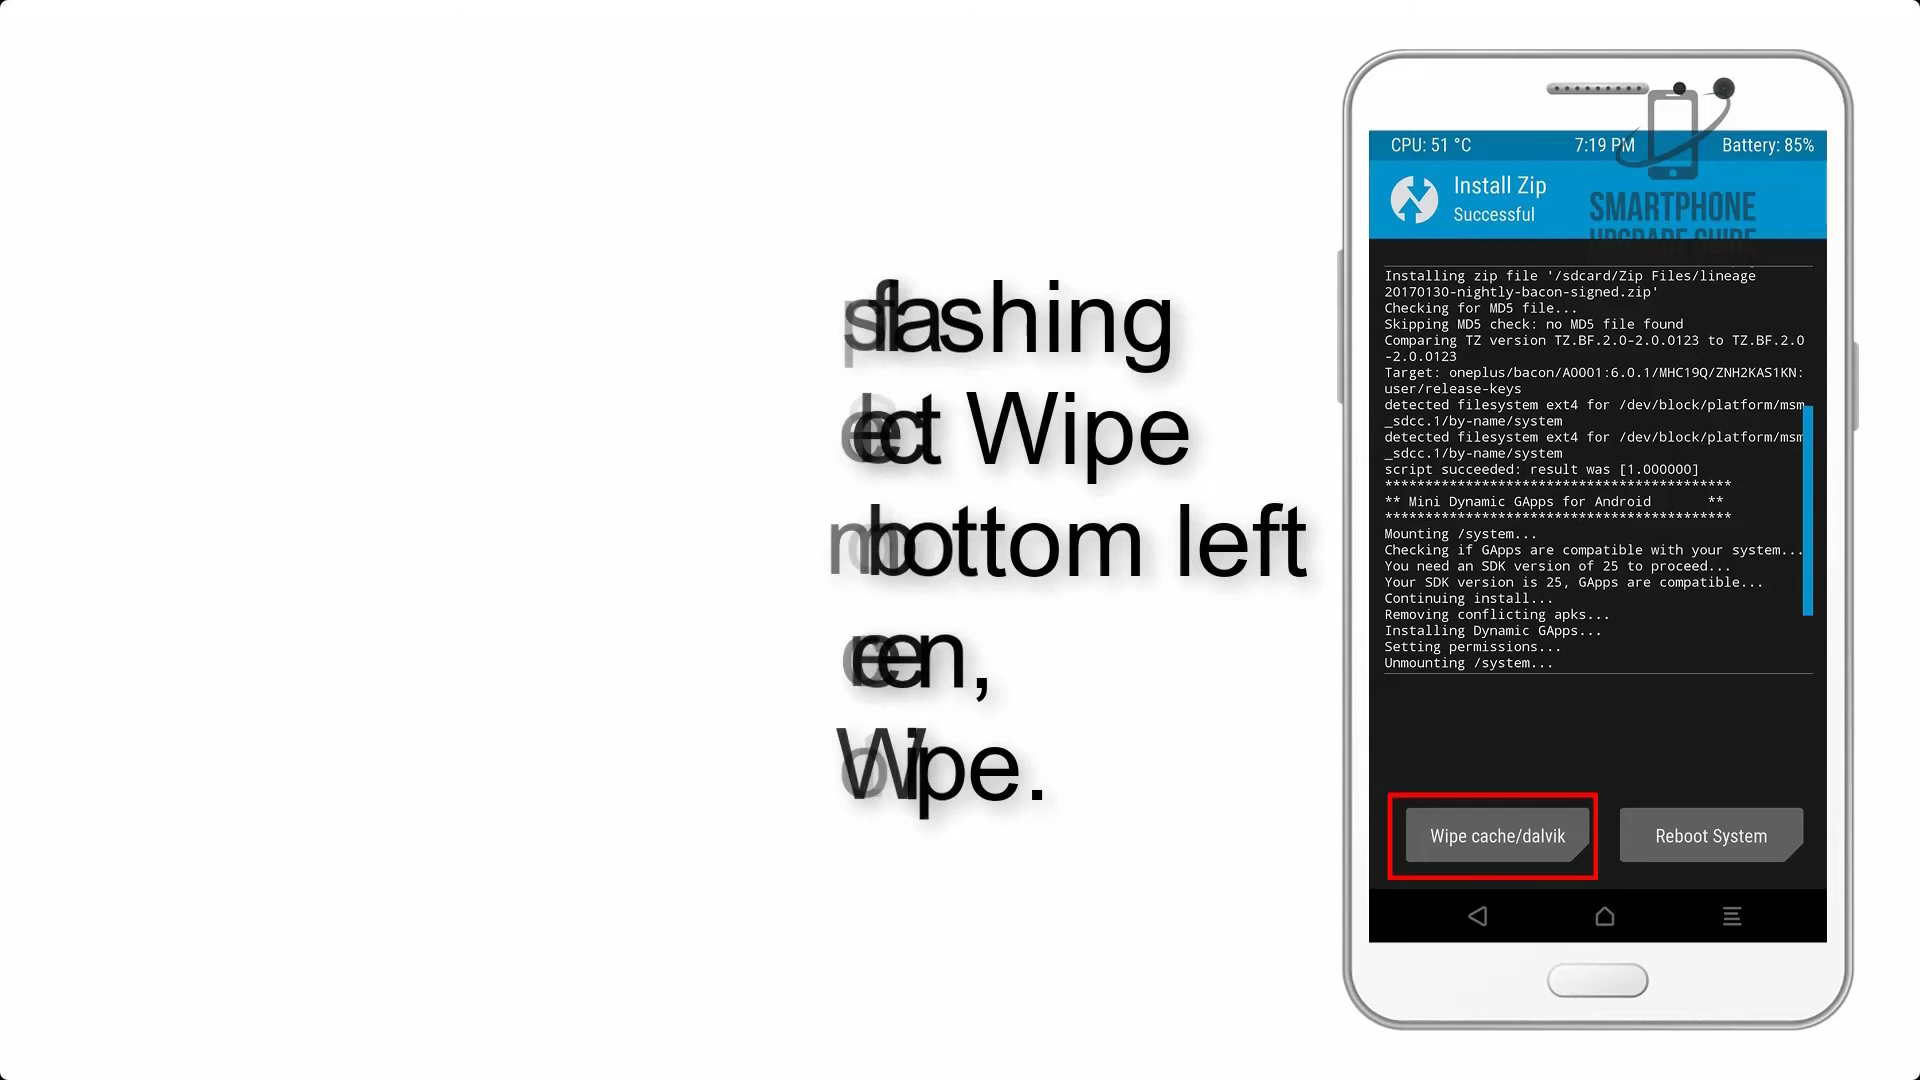 flashing
Wipe
bottom left
Wipe.
CPU: 51 °C 7:19 PM Battery: 85%
Install Zip
Successful
SMARTPHONE
UPGRADE GUIDE
Installing zip file '/sdcard/Zip Files/lineage
20170130-nightly-bacon-signed.zip'
Checking for MD5 file...
Skipping MD5 check: no MD5 file found
Comparing TZ version TZ.BF.2.0-2.0.0123 to TZ.BF.2.0
-2.0.0123
Target: oneplus/bacon/A0001:6.0.1/MHC19Q/ZNH2KAS1KN:
user/release-keys
detected filesystem ext4 for /dev/block/platform/msm
_sdcc.1/by-name/system
detected filesystem ext4 for /dev/block/platform/msm
_sdcc.1/by-name/system
script succeeded: result was [1.000000]
*******************************************
** Mini Dynamic GApps for Android **
*******************************************
Mounting /system...
Checking if GApps are compatible with your system...
You need an SDK version of 25 to proceed...
Your SDK version is 25, GApps are compatible...
Continuing install...
Removing conflicting apks...
Installing Dynamic GApps...
Setting permissions...
Unmounting /system...
Wipe cache/dalvik
Reboot System